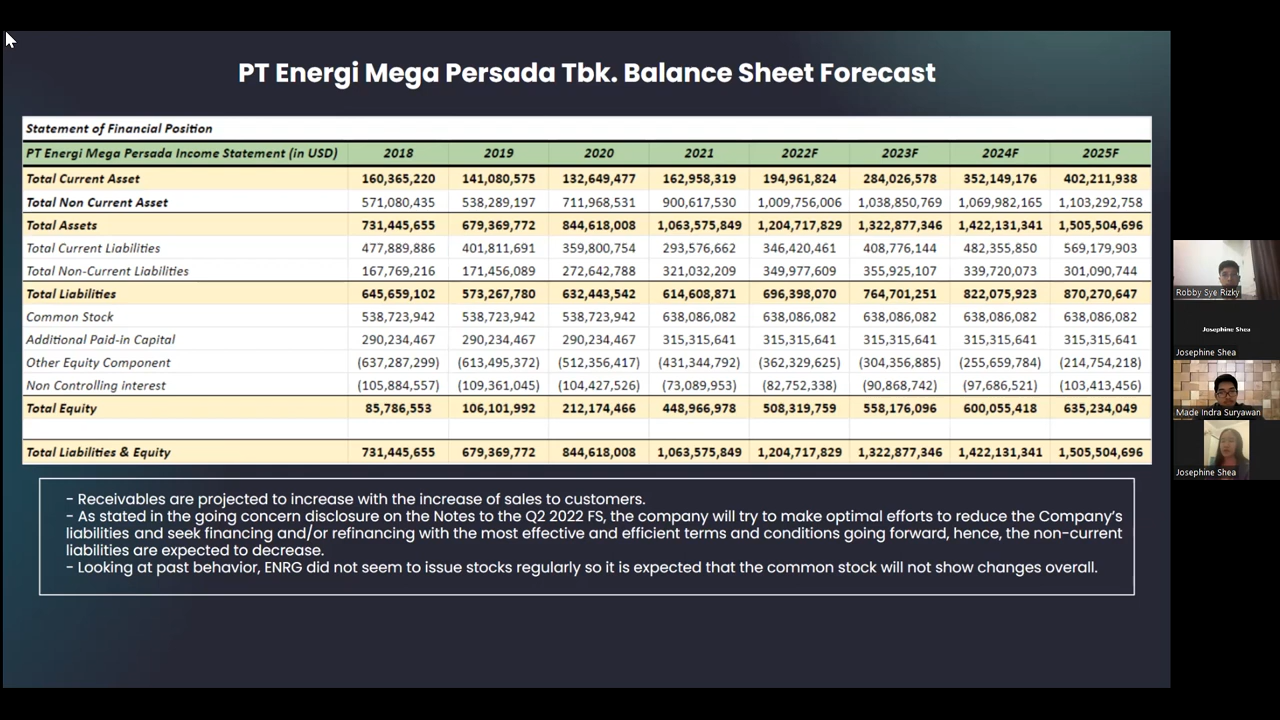 PT Energi Mega Persada Tbk. Balance Sheet Forecast
Statement of Financial Position
PT Energi Mega Persada Income Statement (in USD) 2018 2019 2020 2021 2022F 2023F 2024F 2025F
Total Current Asset 160,365,220 141,080,575 132,649,477 162,958,319 194,961,824 284,026,578 352,149,176 402,211,938
Total Non Current Asset 571,080,435 538,289,197 711,968,531 900,617,530 1,009,756,006 1,038,850,769 1,069,982,165 1,103,292,758
Total Assets 731,445,655 679,369,772 844,618,008 1,063,575,849 1,204,717,829 1,322,877,346 1,422,131,341 1,505,504,696
Total Current Liabilities 477,889,886 401,811,691 359,800,754 293,576,662 346,420,461 408,776,144 482,355,850 569,179,903
Total Non-Current Liabilities 167,769,216 171,456,089 272,642,788 321,032,209 349,977,609 355,925,107 339,720,073 301,090,744
Total Liabilities 645,659,102 573,267,780 632,443,542 614,608,871 696,398,070 764,701,251 822,075,923 870,270,647
Common Stock 538,723,942 538,723,942 538,723,942 638,086,082 638,086,082 638,086,082 638,086,082 638,086,082
Additional Paid-in Capital 290,234,467 290,234,467 290,234,467 315,315,641 315,315,641 315,315,641 315,315,641 315,315,641
Other Equity Component (637,287,299) (613,495,372) (512,356,417) (431,344,792) (362,329,625) (304,356,885) (255,659,784) (214,754,218)
Non Controlling interest (105,884,557) (109,361,045) (104,427,526) (73,089,953) (82,752,338) (90,868,742) (97,686,521) (103,413,456)
Total Equity 85,786,553 106,101,992 212,174,466 448,966,978 508,319,759 558,176,096 600,055,418 635,234,049
Total Liabilities & Equity 731,445,655 679,369,772 844,618,008 1,063,575,849 1,204,717,829 1,322,877,346 1,422,131,341 1,505,504,696
- Receivables are projected to increase with the increase of sales to customers.
- As stated in the going concern disclosure on the Notes to the Q2 2022 FS, the company will try to make optimal efforts to reduce the Company's
liabilities and seek financing and/or refinancing with the most effective and efficient terms and conditions going forward, hence, the non-current
liabilities are expected to decrease.
- Looking at past behavior, ENRG did not seem to issue stocks regularly so it is expected that the common stock will not show changes overall.
Robby Sye Rizky
Josephine Shea
Josephine Shea
Made Indra Suryawan
Josephine Shea